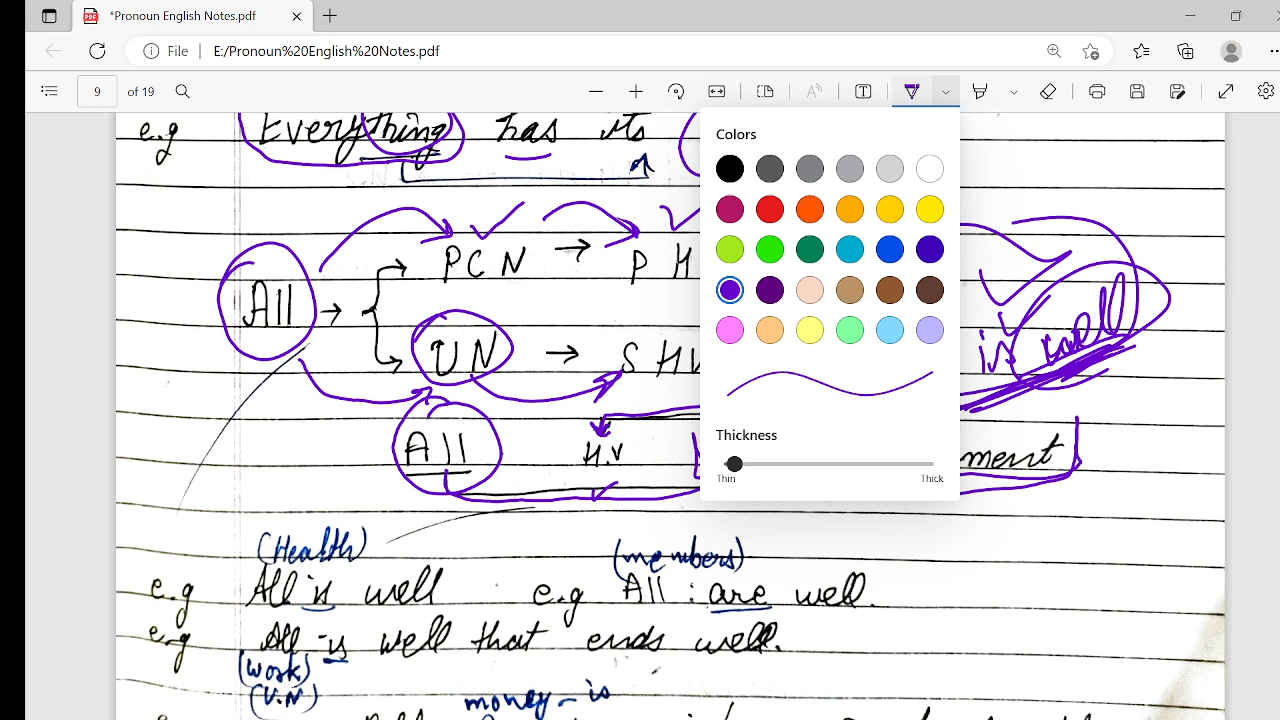 *Pronoun English Notes.pdf
File E:/Pronoun%20English%20Notes.pdf
9 of 19
Colors
Thickness
Thin Thick
e.g Everything has its
All → PCN → P H
UN → S HV
is well
All H.V ment
(Health) (members)
e.g All is well e.g All : are well.
e.g All is well that ends well.
(work)
(U.N) money - is